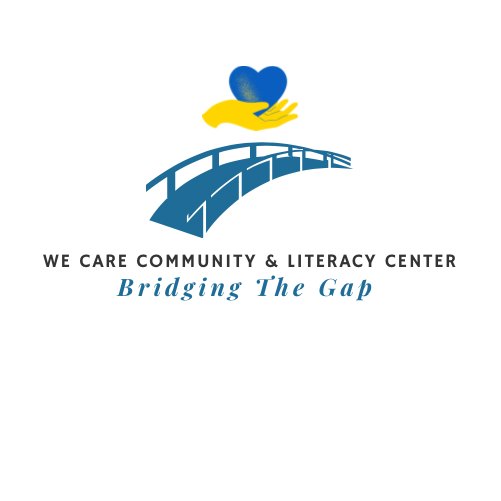 WE CARE COMMUNITY & LITERACY CENTER
Bridging The Gap